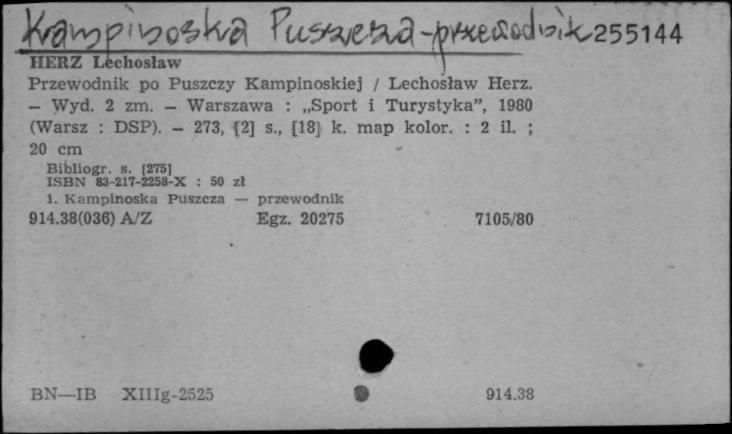 Kampinoska Puszcza - przewodnik 255144
HERZ Lechosław
Przewodnik po Puszczy Kampinoskiej / Lechosław Herz.
– Wyd. 2 zm. – Warszawa : „Sport i Turystyka”, 1980
(Warsz : DSP). – 273, [2] s., [18] k. map kolor. : 2 il. ;
20 cm
Bibliogr. s. [275]
ISBN 83-217-2258-X : 50 zł
1. Kampinoska Puszcza — przewodnik
914.38(036) A/Z Egz. 20275 7105/80
BN—IB XIIIg-2525 914.38